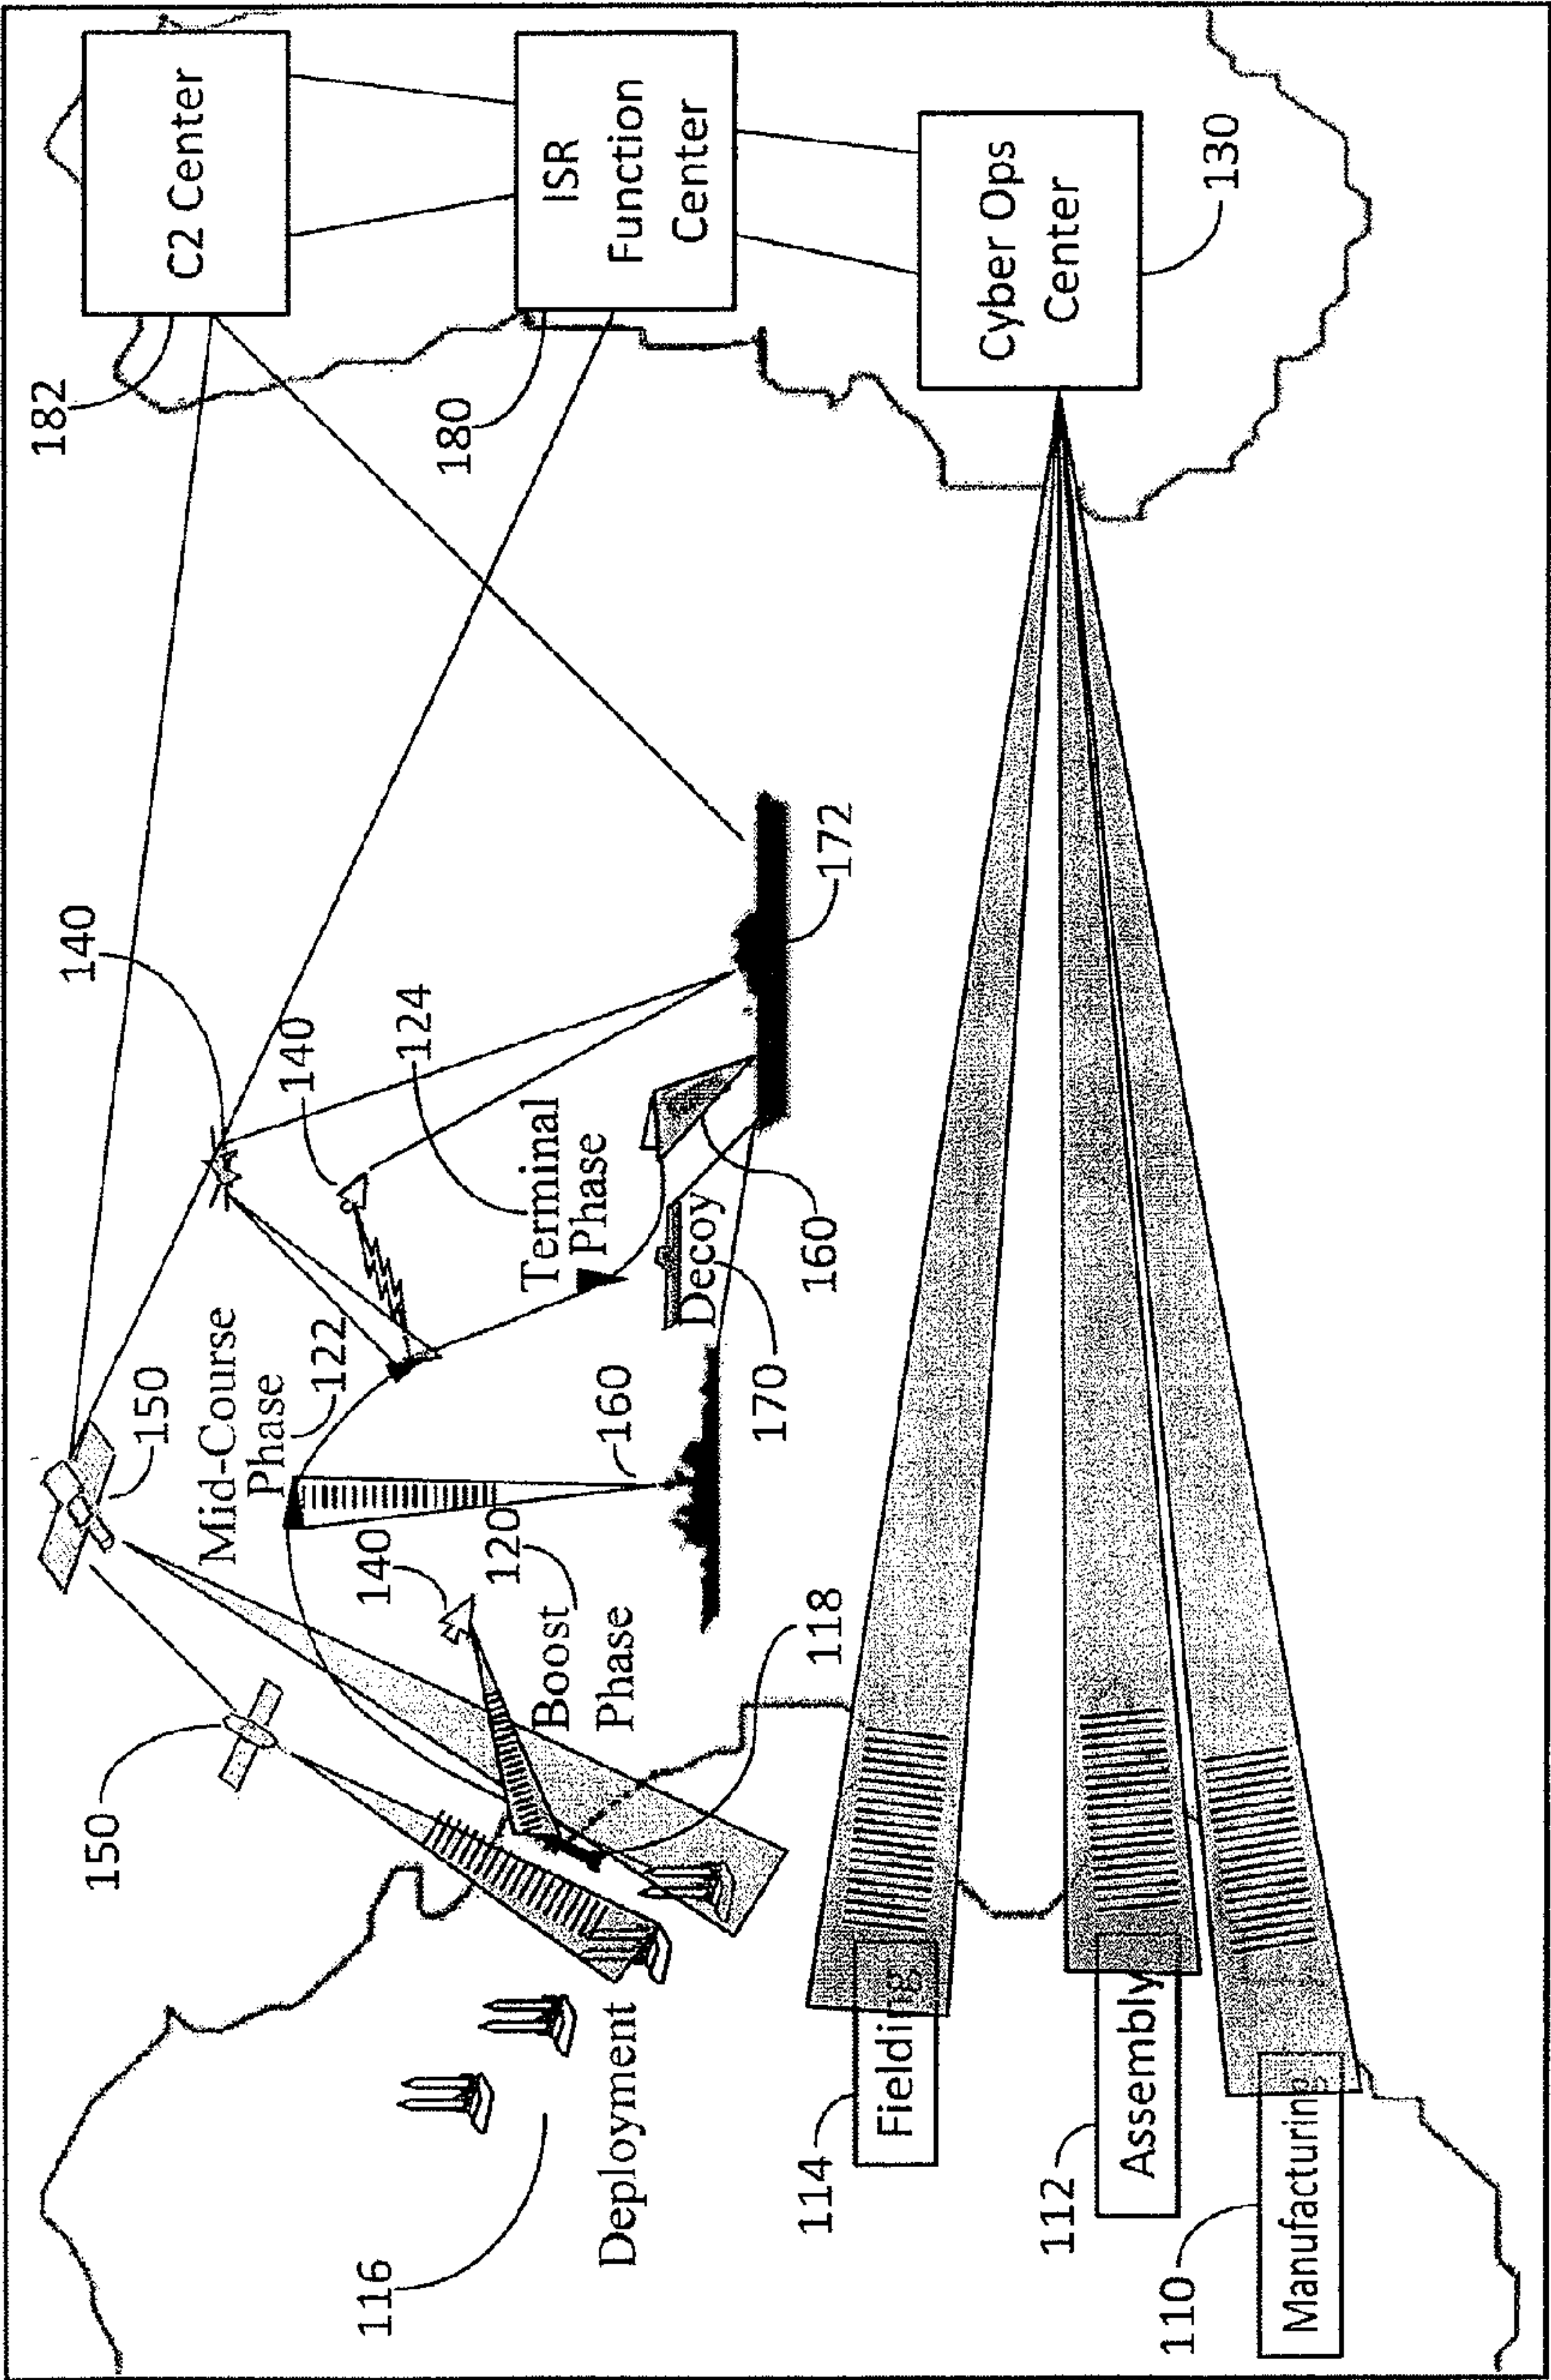 182
140
150
150
C2 Center
Mid-Course
Phase
122
140
140
116
124
180
120
Terminal
Phase
Boost
Phase
ISR
Function
Center
160
Deployment
Decoy
170
114
118
160
172
Fielding
Cyber Ops
Center
112
Assembly
110
130
Manufacturing